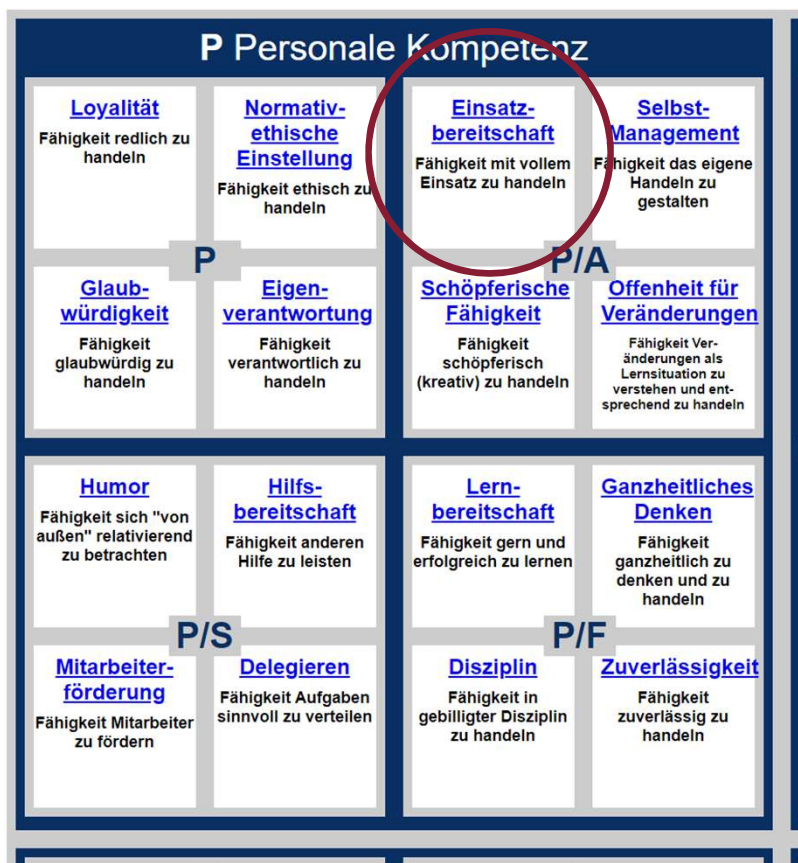 P Personale Kompetenz
Loyalität
Fähigkeit redlich zu
handeln
Normativ-
ethische
Einstellung
Fähigkeit ethisch zu
handeln
P
Glaub-
würdigkeit
Fähigkeit
glaubwürdig zu
handeln
Eigen-
verantwortung
Fähigkeit
verantwortlich zu
handeln
Einsatz-
bereitschaft
Fähigkeit mit vollem
Einsatz zu handeln
Selbst-
Management
Fähigkeit das eigene
Handeln zu
gestalten
P/A
Schöpferische
Fähigkeit
Fähigkeit
schöpferisch
(kreativ) zu handeln
Offenheit für
Veränderungen
Fähigkeit Ver-
änderungen als
Lernsituation zu
verstehen und ent-
sprechend zu handeln
Humor
Fähigkeit sich "von
außen" relativierend
zu betrachten
Hilfs-
bereitschaft
Fähigkeit anderen
Hilfe zu leisten
P/S
Mitarbeiter-
förderung
Fähigkeit Mitarbeiter
zu fördern
Delegieren
Fähigkeit Aufgaben
sinnvoll zu verteilen
Lern-
bereitschaft
Fähigkeit gern und
erfolgreich zu lernen
Ganzheitliches
Denken
Fähigkeit
ganzheitlich zu
denken und zu
handeln
P/F
Disziplin
Fähigkeit in
gebilligter Disziplin
zu handeln
Zuverlässigkeit
Fähigkeit
zuverlässig zu
handeln